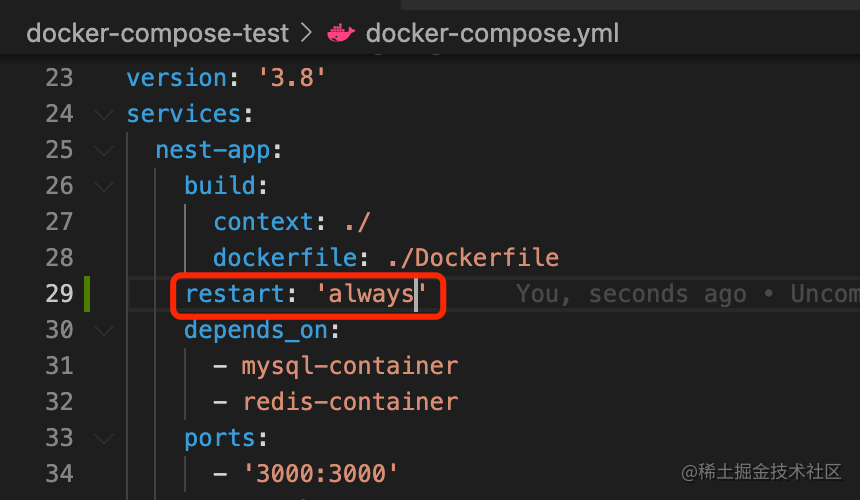 docker-compose-test > docker-compose.yml
23 version: '3.8'
24 services:
25 nest-app:
26 build:
27 context: ./
28 dockerfile: ./Dockerfile
29 restart: 'always' You, seconds ago • Uncom
30 depends_on:
31 - mysql-container
32 - redis-container
33 ports:
34 - '3000:3000'
@稀土掘金技术社区